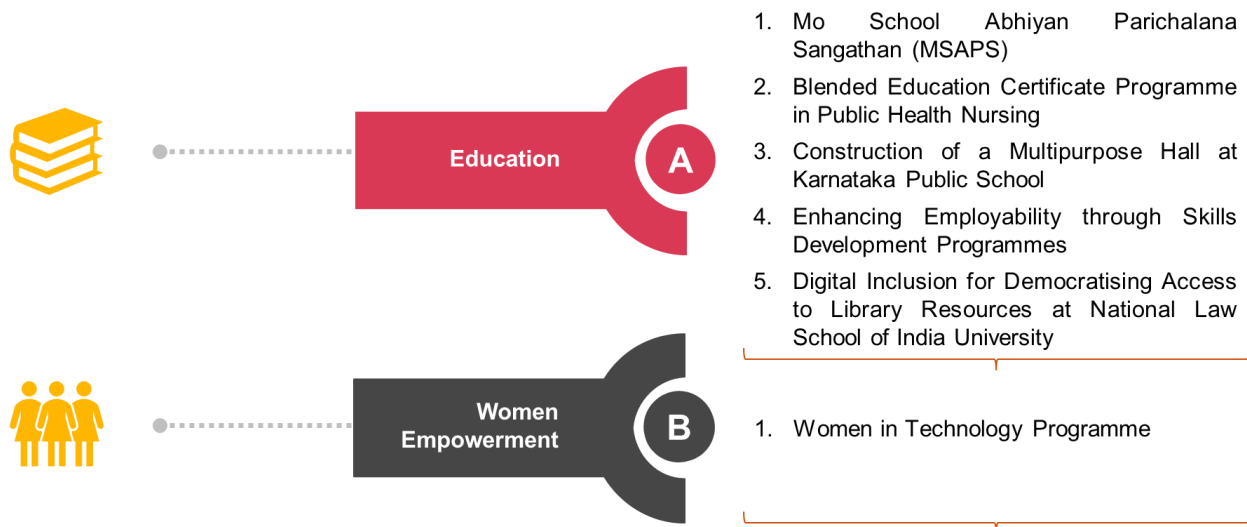 Education
A
1. Mo School Abhiyan Parichalana
Sangathan (MSAPS)
2. Blended Education Certificate Programme
in Public Health Nursing
3. Construction of a Multipurpose Hall at
Karnataka Public School
4. Enhancing Employability through Skills
Development Programmes
5. Digital Inclusion for Democratising Access
to Library Resources at National Law
School of India University
Women
Empowerment
B
1. Women in Technology Programme